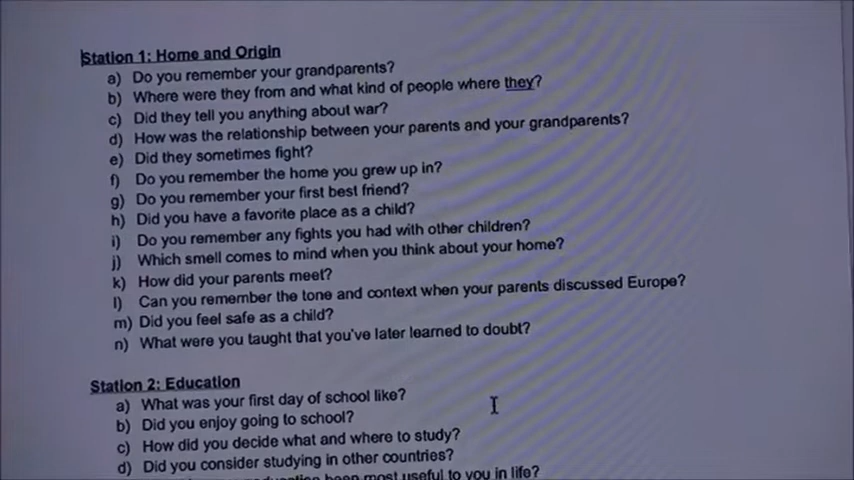 Station 1: Home and Origin
a) Do you remember your grandparents?
b) Where were they from and what kind of people where they?
c) Did they tell you anything about war?
d) How was the relationship between your parents and your grandparents?
e) Did they sometimes fight?
f) Do you remember the home you grew up in?
g) Do you remember your first best friend?
h) Did you have a favorite place as a child?
i) Do you remember any fights you had with other children?
j) Which smell comes to mind when you think about your home?
k) How did your parents meet?
l) Can you remember the tone and context when your parents discussed Europe?
m) Did you feel safe as a child?
n) What were you taught that you've later learned to doubt?
Station 2: Education
a) What was your first day of school like?
b) Did you enjoy going to school?
c) How did you decide what and where to study?
d) Did you consider studying in other countries?
been most useful to you in life?